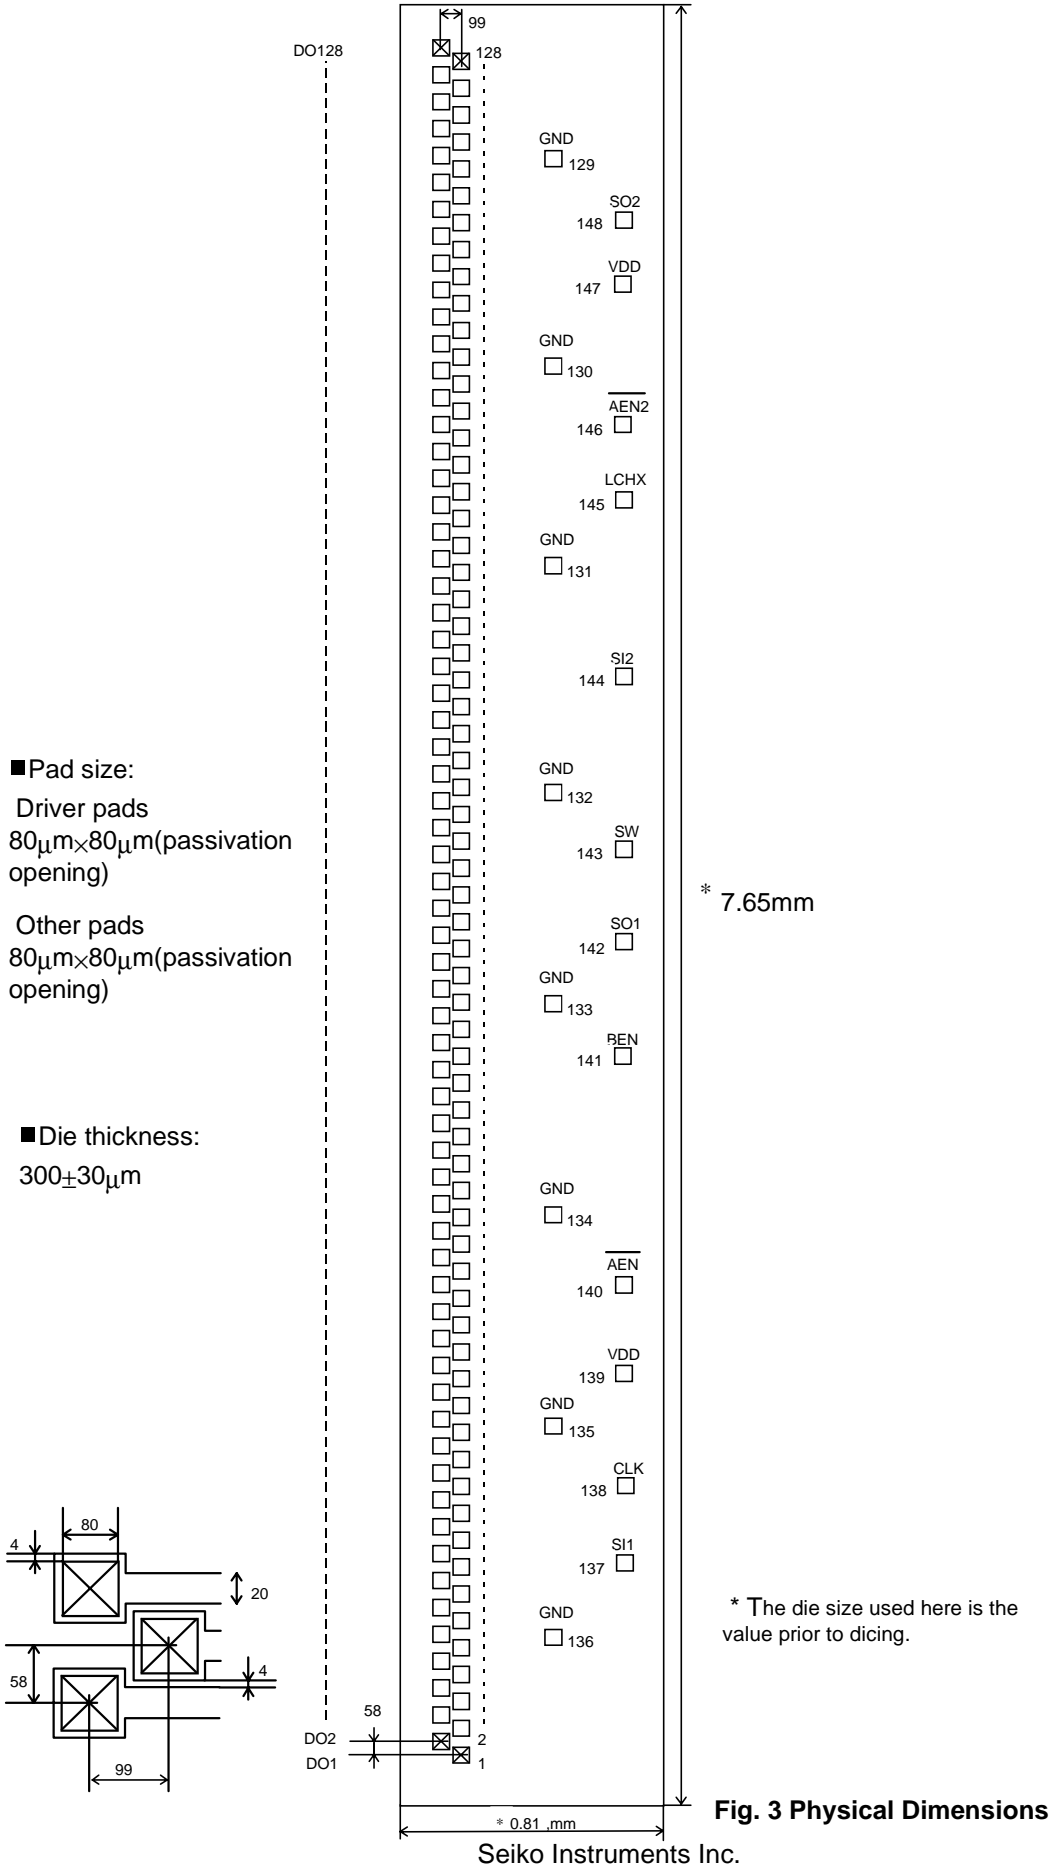 99
DO128
128
GND
129
SO2
148
VDD
147
GND
130
AEN2
146
LCHX
145
GND
131
SI2
144
■Pad size:
Driver pads
80μm×80μm(passivation
opening)
Other pads
80μm×80μm(passivation
opening)
GND
132
SW
143
* 7.65mm
SO1
142
GND
133
BEN
141
■Die thickness:
300±30μm
GND
134
AEN
140
VDD
139
GND
135
CLK
138
SI1
137
GND
136
80
4
20
58
4
99
* The die size used here is the
value prior to dicing.
58
DO2
2
DO1
1
* 0.81 ,mm
Fig. 3 Physical Dimensions
Seiko Instruments Inc.